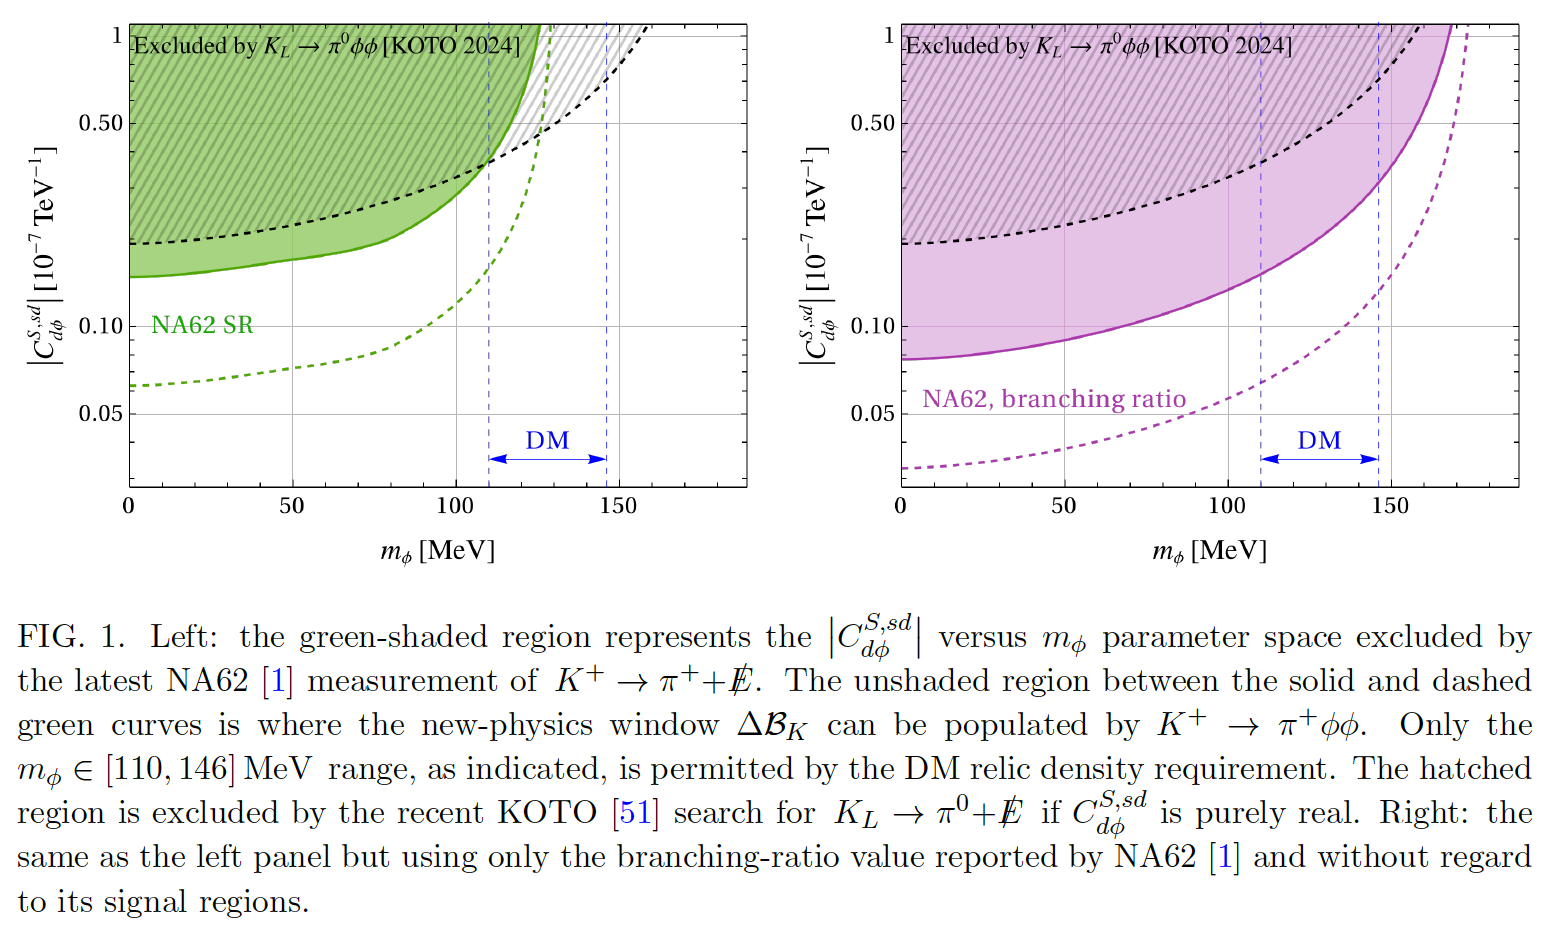 Excluded by K_L → π⁰ϕϕ [KOTO 2024]
1
0.50
0.10
0.05
|C_{dϕ}^{S,sd}| [10⁻⁷ TeV⁻¹]
NA62 SR
DM
0 50 100 150
m_ϕ [MeV]
Excluded by K_L → π⁰ϕϕ [KOTO 2024]
1
0.50
0.10
0.05
|C_{dϕ}^{S,sd}| [10⁻⁷ TeV⁻¹]
NA62, branching ratio
DM
0 50 100 150
m_ϕ [MeV]
FIG. 1. Left: the green-shaded region represents the |C_{dϕ}^{S,sd}| versus m_ϕ parameter space excluded by
the latest NA62 [1] measurement of K⁺ → π⁺+E̸. The unshaded region between the solid and dashed
green curves is where the new-physics window Δℬ_K can be populated by K⁺ → π⁺ϕϕ. Only the
m_ϕ ∈ [110, 146] MeV range, as indicated, is permitted by the DM relic density requirement. The hatched
region is excluded by the recent KOTO [51] search for K_L → π⁰+E̸ if C_{dϕ}^{S,sd} is purely real. Right: the
same as the left panel but using only the branching-ratio value reported by NA62 [1] and without regard
to its signal regions.